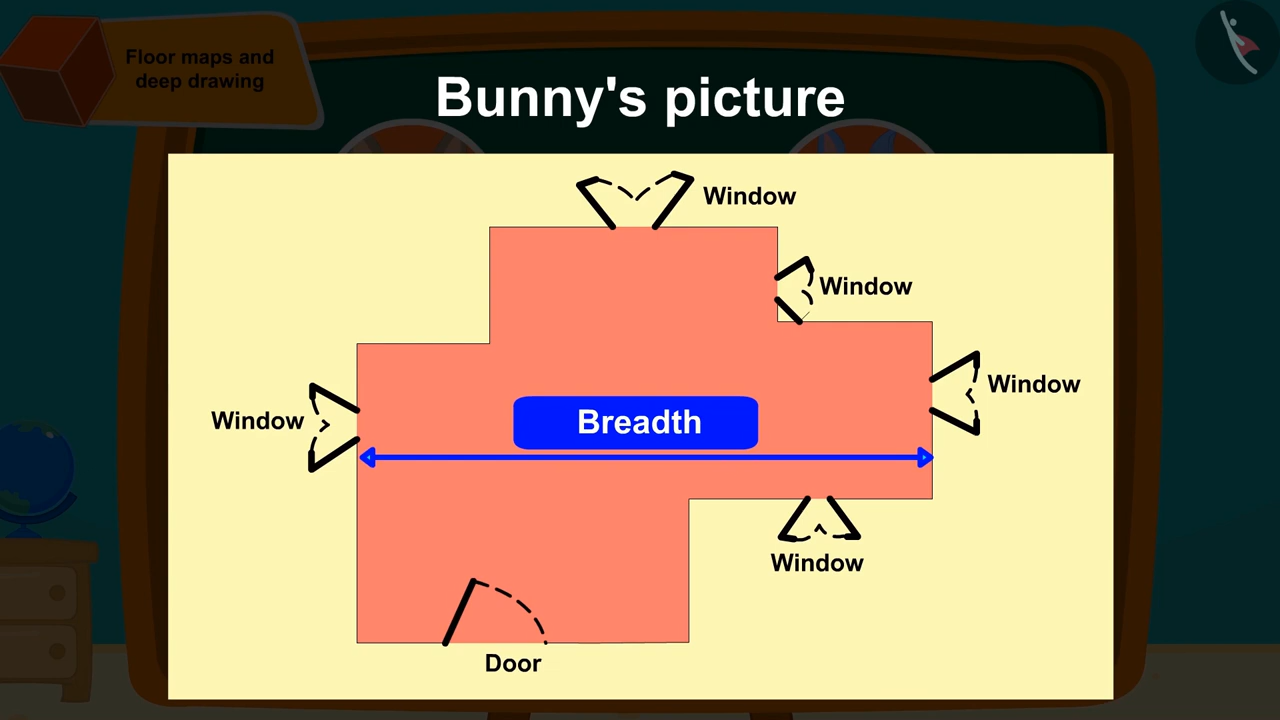 Floor maps and
deep drawing
Bunny's picture
Window
Window
Window
Window
Breadth
Window
Door